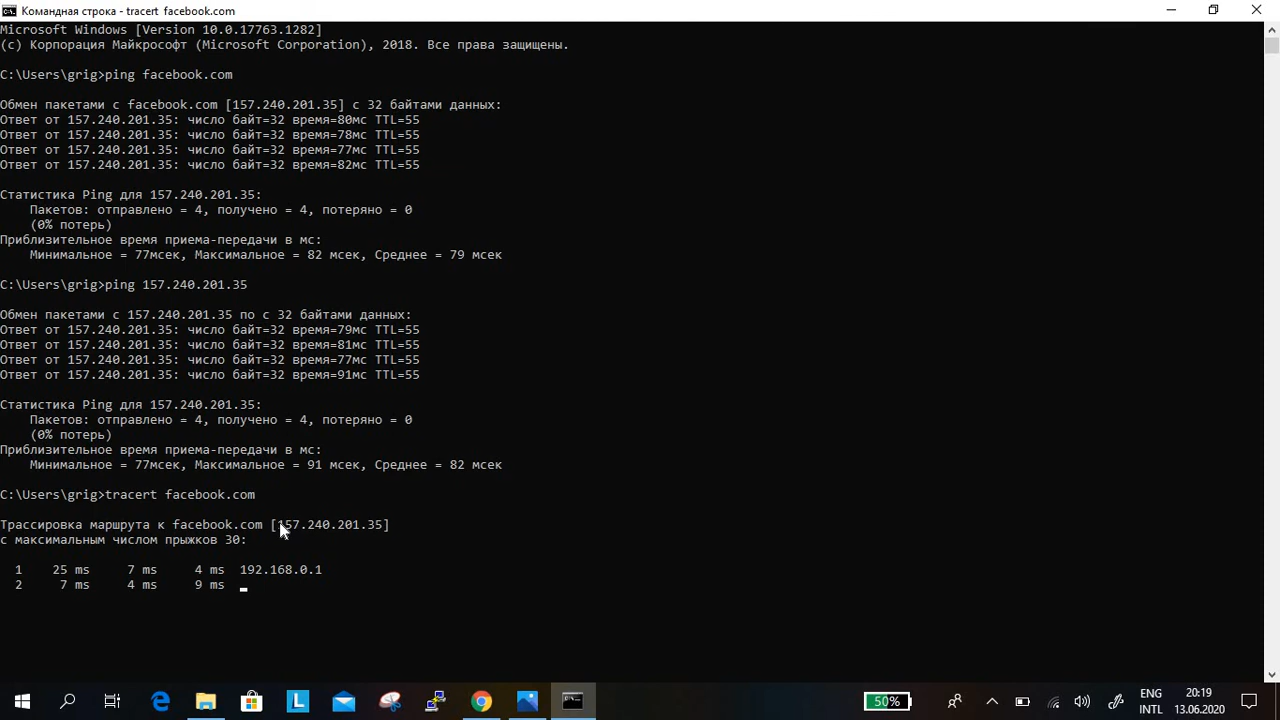 Командная строка - tracert facebook.com
Microsoft Windows [Version 10.0.17763.1282]
(c) Корпорация Майкрософт (Microsoft Corporation), 2018. Все права защищены.
C:\Users\grig>ping facebook.com
Обмен пакетами с facebook.com [157.240.201.35] с 32 байтами данных:
Ответ от 157.240.201.35: число байт=32 время=80мс TTL=55
Ответ от 157.240.201.35: число байт=32 время=78мс TTL=55
Ответ от 157.240.201.35: число байт=32 время=77мс TTL=55
Ответ от 157.240.201.35: число байт=32 время=82мс TTL=55
Статистика Ping для 157.240.201.35:
Пакетов: отправлено = 4, получено = 4, потеряно = 0
(0% потерь)
Приблизительное время приема-передачи в мс:
Минимальное = 77мсек, Максимальное = 82 мсек, Среднее = 79 мсек
C:\Users\grig>ping 157.240.201.35
Обмен пакетами с 157.240.201.35 по с 32 байтами данных:
Ответ от 157.240.201.35: число байт=32 время=79мс TTL=55
Ответ от 157.240.201.35: число байт=32 время=81мс TTL=55
Ответ от 157.240.201.35: число байт=32 время=77мс TTL=55
Ответ от 157.240.201.35: число байт=32 время=91мс TTL=55
Статистика Ping для 157.240.201.35:
Пакетов: отправлено = 4, получено = 4, потеряно = 0
(0% потерь)
Приблизительное время приема-передачи в мс:
Минимальное = 77мсек, Максимальное = 91 мсек, Среднее = 82 мсек
C:\Users\grig>tracert facebook.com
Трассировка маршрута к facebook.com [157.240.201.35]
с максимальным числом прыжков 30:
1 25 ms 7 ms 4 ms 192.168.0.1
2 7 ms 4 ms 9 ms
L 50% ENG 20:19
INTL 13.06.2020